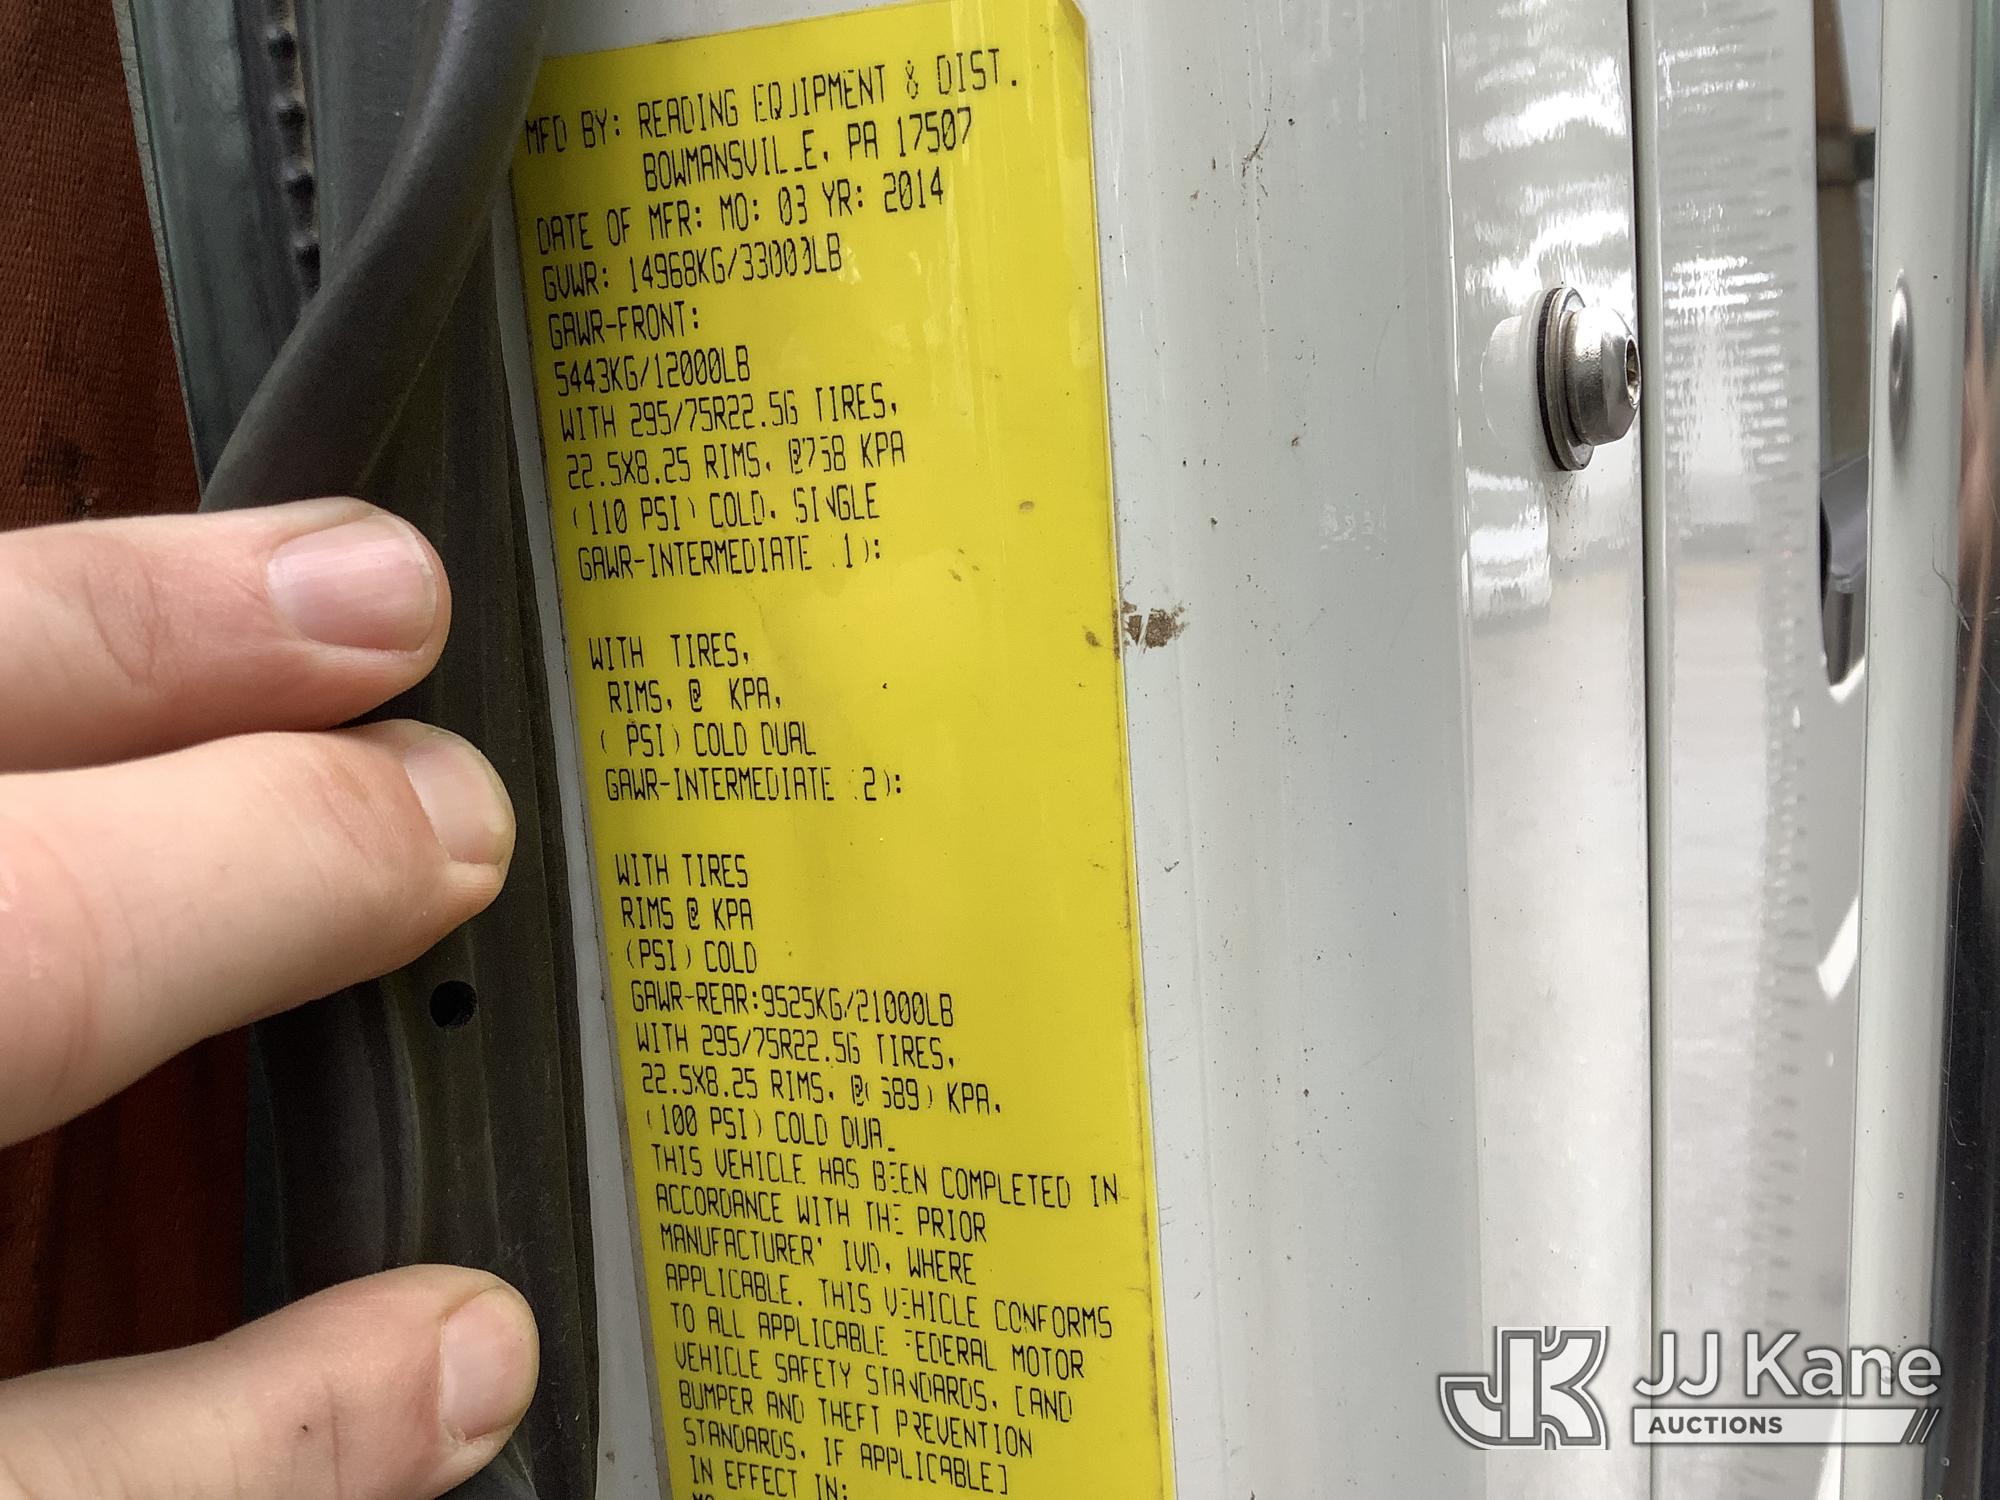 MFD BY: READING EQUIPMENT & DIST.
BOWMANSVILLE, PA 17507
DATE OF MFR: MO: 03 YR: 2014
GVWR: 14968KG/33000LB
GAWR-FRONT:
5443KG/12000LB
WITH 295/75R22.5G TIRES,
22.5X8.25 RIMS, @758 KPA
(110 PSI) COLD, SINGLE
GAWR-INTERMEDIATE (1):
WITH TIRES,
RIMS, @ KPA,
( PSI) COLD DUAL
GAWR-INTERMEDIATE (2):
WITH TIRES
RIMS @ KPA
(PSI) COLD
GAWR-REAR:9525KG/21000LB
WITH 295/75R22.5G TIRES,
22.5X8.25 RIMS, @(689) KPA,
(100 PSI) COLD DUAL
THIS VEHICLE HAS BEEN COMPLETED IN
ACCORDANCE WITH THE PRIOR
MANUFACTURER' IVD, WHERE
APPLICABLE. THIS VEHICLE CONFORMS
TO ALL APPLICABLE FEDERAL MOTOR
VEHICLE SAFETY STANDARDS, [AND
BUMPER AND THEFT PREVENTION
STANDARDS, IF APPLICABLE]
IN EFFECT IN:
JK JJ Kane
AUCTIONS